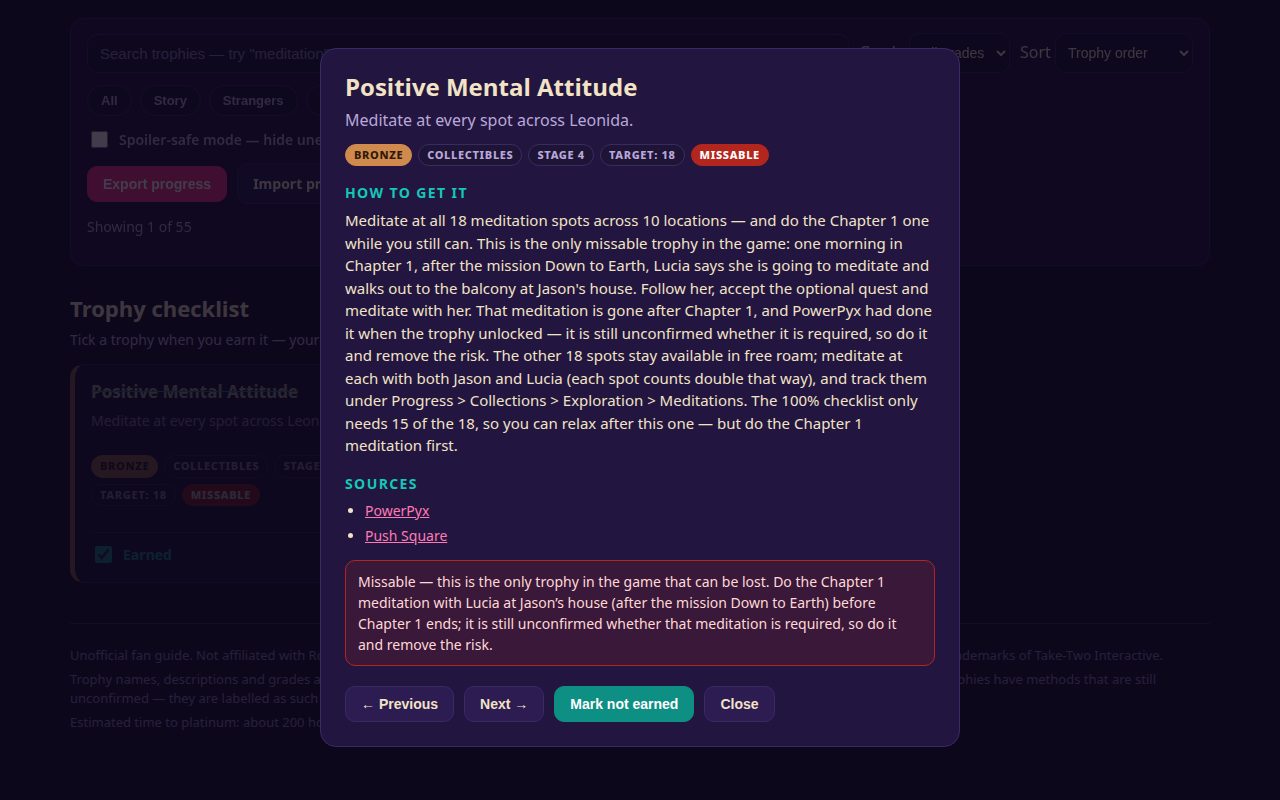 Search trophies — try "meditation"
ades
Sort
Trophy order
All
Story
Strangers
Spoiler-safe mode — hide une
Export progress
Import pr
Showing 1 of 55
Trophy checklist
Tick a trophy when you earn it — your
Positive Mental Attitude
Meditate at every spot across Leon
BRONZE
COLLECTIBLES
STAGE
TARGET: 18
MISSABLE
Earned
Unofficial fan guide. Not affiliated with Ro
demarks of Take-Two Interactive.
Trophy names, descriptions and grades a
phies have methods that are still
unconfirmed — they are labelled as such
Estimated time to platinum: about 200 ho
Positive Mental Attitude
Meditate at every spot across Leonida.
BRONZE
COLLECTIBLES
STAGE 4
TARGET: 18
MISSABLE
HOW TO GET IT
Meditate at all 18 meditation spots across 10 locations — and do the Chapter 1 one
while you still can. This is the only missable trophy in the game: one morning in
Chapter 1, after the mission Down to Earth, Lucia says she is going to meditate and
walks out to the balcony at Jason's house. Follow her, accept the optional quest and
meditate with her. That meditation is gone after Chapter 1, and PowerPyx had done
it when the trophy unlocked — it is still unconfirmed whether it is required, so do it
and remove the risk. The other 18 spots stay available in free roam; meditate at
each with both Jason and Lucia (each spot counts double that way), and track them
under Progress > Collections > Exploration > Meditations. The 100% checklist only
needs 15 of the 18, so you can relax after this one — but do the Chapter 1
meditation first.
SOURCES
• PowerPyx
• Push Square
Missable — this is the only trophy in the game that can be lost. Do the Chapter 1
meditation with Lucia at Jason’s house (after the mission Down to Earth) before
Chapter 1 ends; it is still unconfirmed whether that meditation is required, so do it
and remove the risk.
← Previous
Next →
Mark not earned
Close